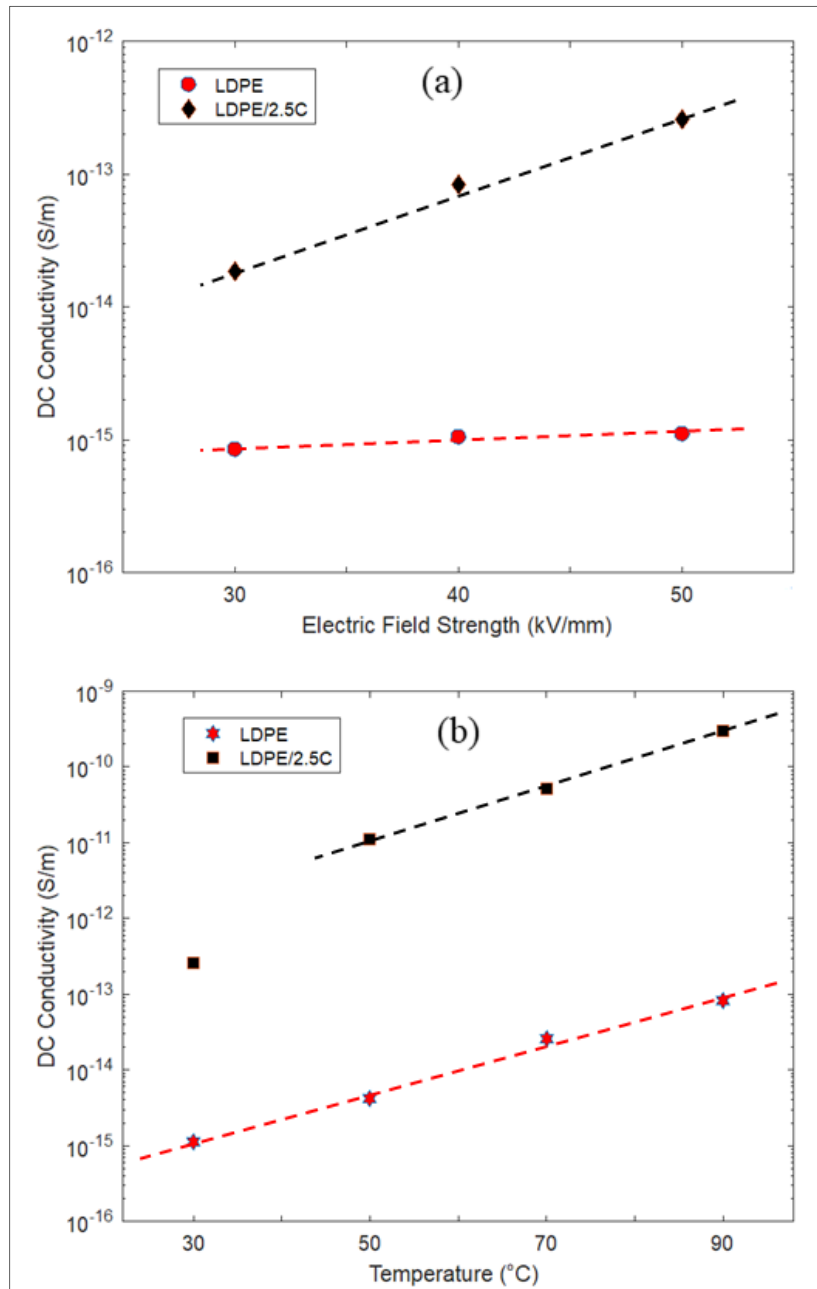 (a)
LDPE
LDPE/2.5C
DC Conductivity (S/m)
10⁻¹²
10⁻¹³
10⁻¹⁴
10⁻¹⁵
10⁻¹⁶
30 40 50
Electric Field Strength (kV/mm)
(b)
LDPE
LDPE/2.5C
DC Conductivity (S/m)
10⁻⁹
10⁻¹⁰
10⁻¹¹
10⁻¹²
10⁻¹³
10⁻¹⁴
10⁻¹⁵
10⁻¹⁶
30 50 70 90
Temperature (°C)